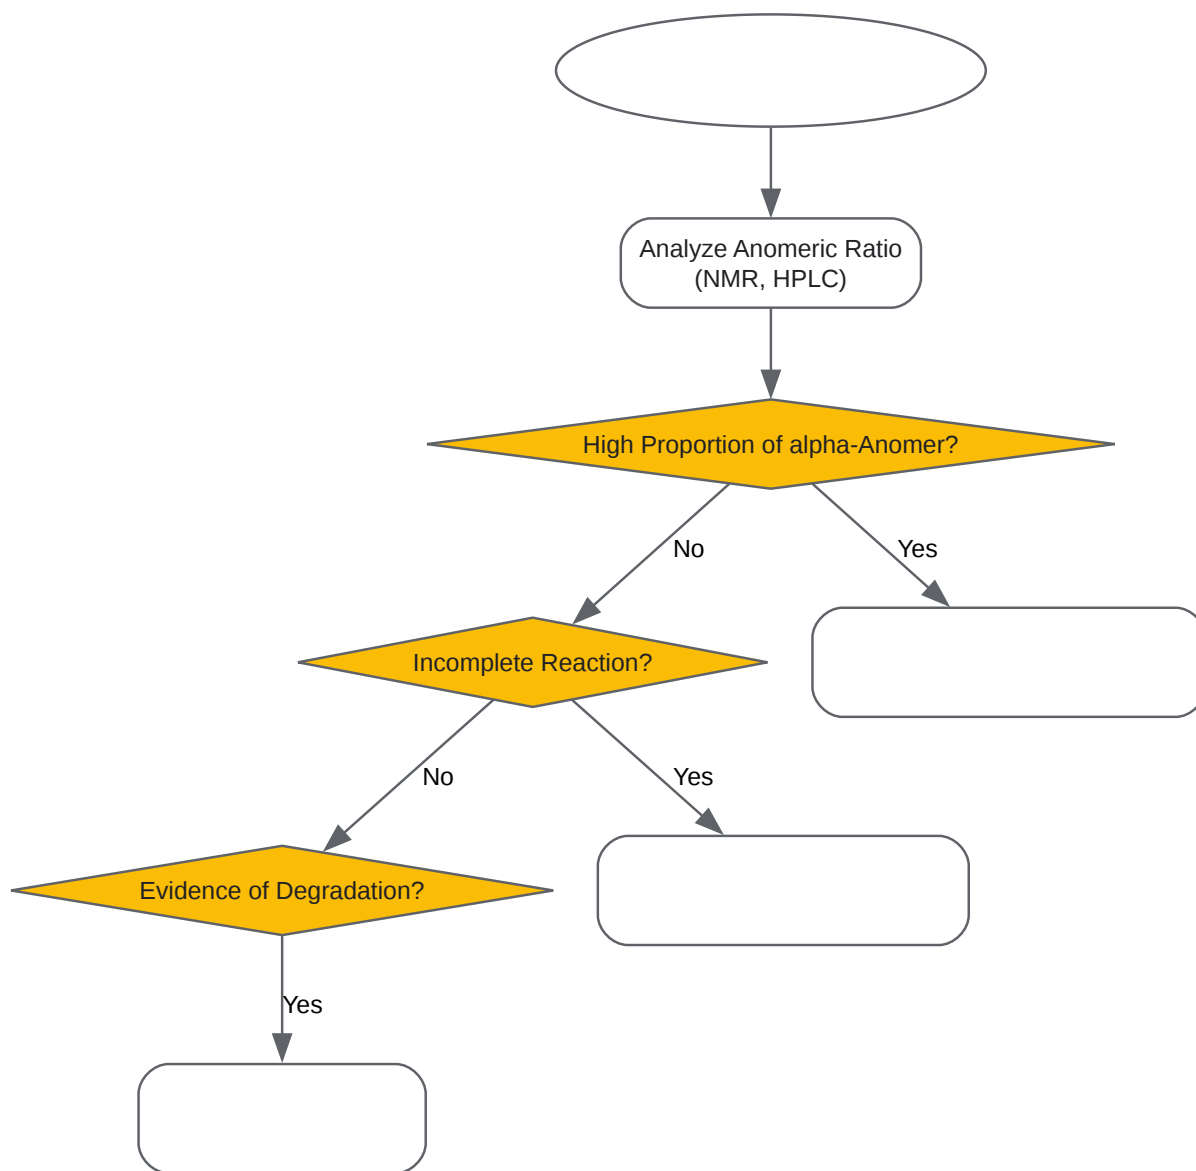 Analyze Anomeric Ratio
(NMR, HPLC)
High Proportion of alpha-Anomer?
No
Yes
Incomplete Reaction?
No
Yes
Evidence of Degradation?
Yes